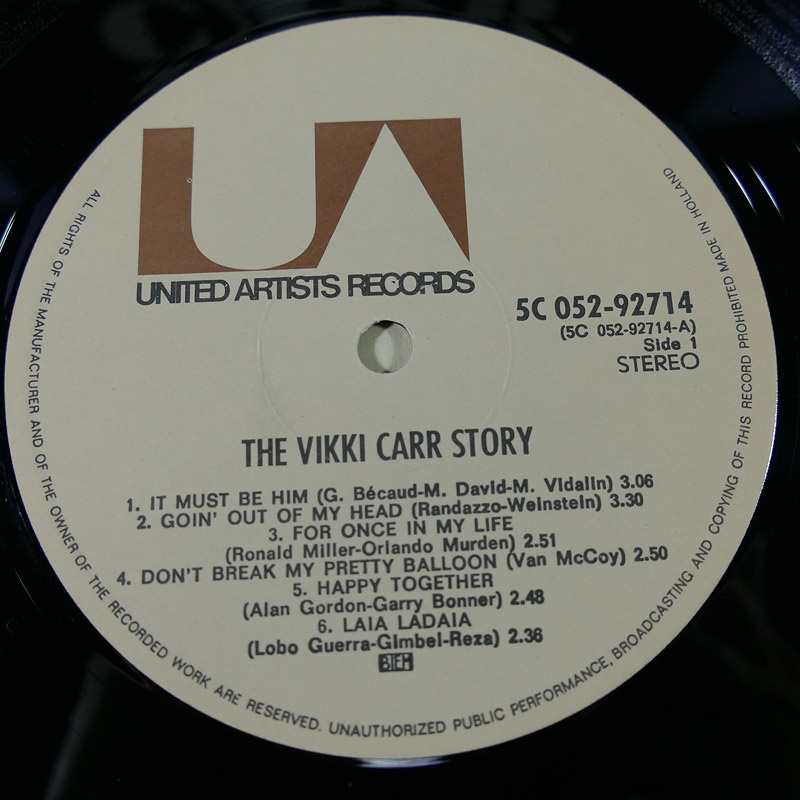 UA
UNITED ARTISTS RECORDS
5C 052-92714
(5C 052-92714-A)
Side 1
STEREO
THE VIKKI CARR STORY
1. IT MUST BE HIM (G. Bécaud-M. David-M. Vidalin) 3.06
2. GOIN' OUT OF MY HEAD (Randazzo-Weinstein) 3.30
3. FOR ONCE IN MY LIFE
(Ronald Miller-Orlando Murden) 2.51
4. DON'T BREAK MY PRETTY BALLOON (Van McCoy) 2.50
5. HAPPY TOGETHER
(Alan Gordon-Garry Bonner) 2.48
6. LAIA LADAIA
(Lobo Guerra-Gimbel-Reza) 2.36
BIEM
ALL RIGHTS OF THE MANUFACTURER AND OF THE OWNER OF THE RECORDED WORK ARE RESERVED. UNAUTHORIZED PUBLIC PERFORMANCE, BROADCASTING AND COPYING OF THIS RECORD PROHIBITED MADE IN HOLLAND